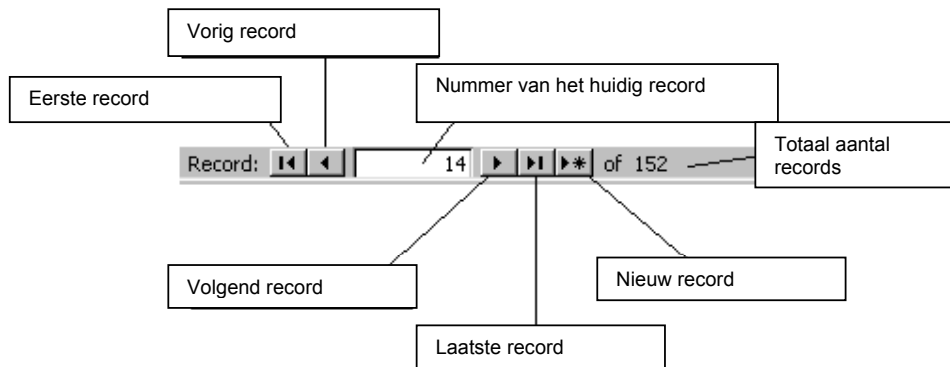 Vorig record
Eerste record
Nummer van het huidig record
Totaal aantal
records
Record: 14 of 152
Volgend record
Nieuw record
Laatste record